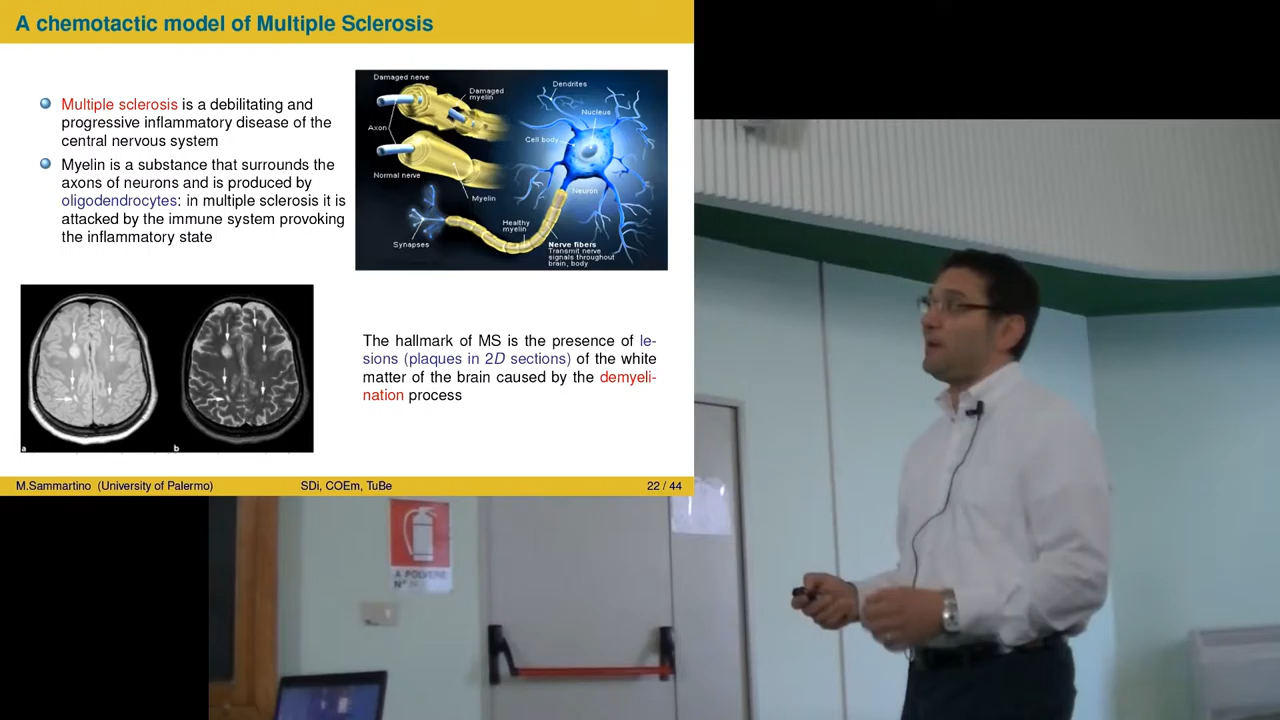 A chemotactic model of Multiple Sclerosis
Multiple sclerosis is a debilitating and
progressive inflammatory disease of the
central nervous system
Myelin is a substance that surrounds the
axons of neurons and is produced by
oligodendrocytes: in multiple sclerosis it is
attacked by the immune system provoking
the inflammatory state
Damaged nerve
Damaged
myelin
Axon
Normal nerve
Myelin
Dendrites
Nucleus
Cell body
Neuron
Healthy
myelin
Synapses
Nerve fibers
Transmit nerve
signals throughout
brain, body
a
b
The hallmark of MS is the presence of le-
sions (plaques in 2D sections) of the white
matter of the brain caused by the demyeli-
nation process
M.Sammartino (University of Palermo)
SDi, COEm, TuBe
22 / 44
A POLVERE
N°